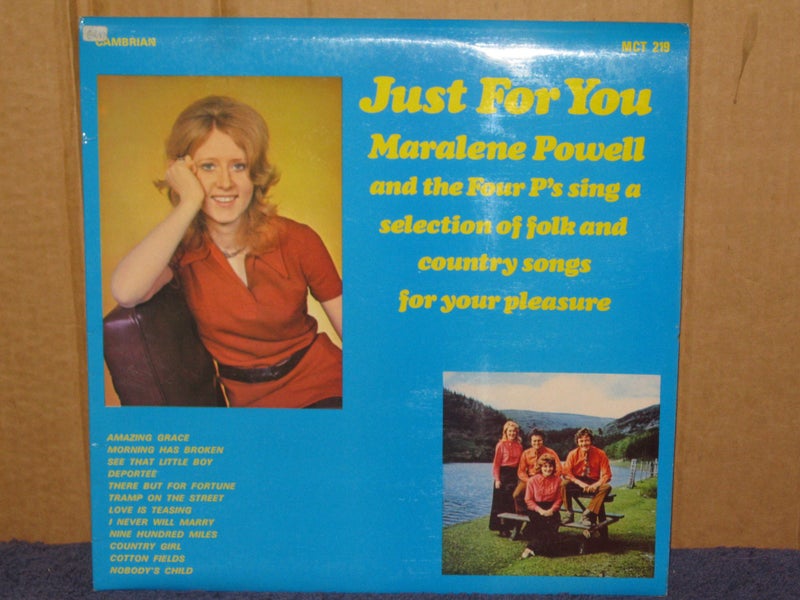 CAMBRIAN
MCT 219
Just For You
Maralene Powell
and the Four P's sing a
selection of folk and
country songs
for your pleasure
AMAZING GRACE
MORNING HAS BROKEN
SEE THAT LITTLE BOY
DEPORTEE
THERE BUT FOR FORTUNE
TRAMP ON THE STREET
LOVE IS TEASING
I NEVER WILL MARRY
NINE HUNDRED MILES
COUNTRY GIRL
COTTON FIELDS
NOBODY'S CHILD